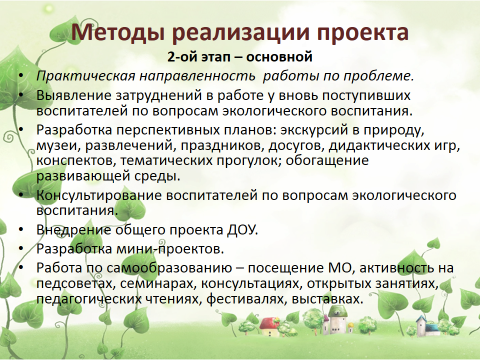 Методы реализации проекта
2-ой этап – основной
• Практическая направленность работы по проблеме.
• Выявление затруднений в работе у вновь поступивших
воспитателей по вопросам экологического воспитания.
• Разработка перспективных планов: экскурсий в природу,
музеи, развлечений, праздников, досугов, дидактических игр,
конспектов, тематических прогулок; обогащение
развивающей среды.
• Консультирование воспитателей по вопросам экологического
воспитания.
• Внедрение общего проекта ДОУ.
• Разработка мини-проектов.
• Работа по самообразованию – посещение МО, активность на
педсоветах, семинарах, консультациях, открытых занятиях,
педагогических чтениях, фестивалях, выставках.